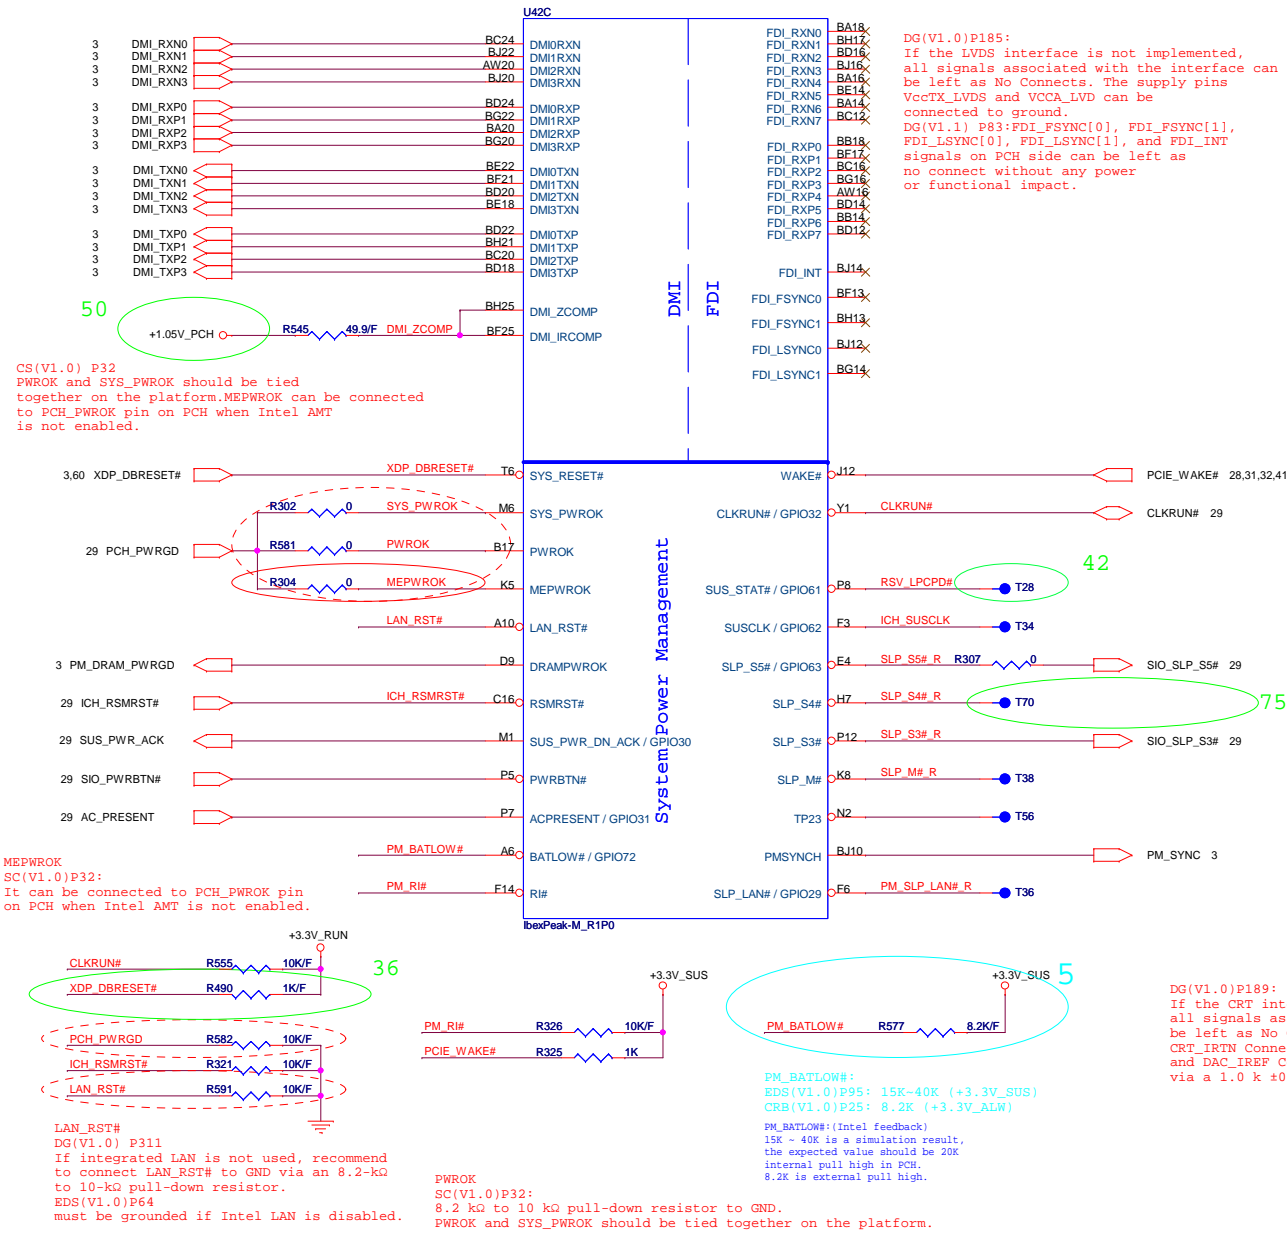 U42C
3 DMI_RXN0 BC24 DMI0RXN
3 DMI_RXN1 BJ22 DMI1RXN
3 DMI_RXN2 AW20 DMI2RXN
3 DMI_RXN3 BJ20 DMI3RXN
3 DMI_RXP0 BD24 DMI0RXP
3 DMI_RXP1 BG22 DMI1RXP
3 DMI_RXP2 BA20 DMI2RXP
3 DMI_RXP3 BG20 DMI3RXP
3 DMI_TXN0 BE22 DMI0TXN
3 DMI_TXN1 BF21 DMI1TXN
3 DMI_TXN2 BD20 DMI2TXN
3 DMI_TXN3 BE18 DMI3TXN
3 DMI_TXP0 BD22 DMI0TXP
3 DMI_TXP1 BH21 DMI1TXP
3 DMI_TXP2 BC20 DMI2TXP
3 DMI_TXP3 BD18 DMI3TXP
50
BH25 DMI_ZCOMP
+1.05V_PCH R545 49.9/F DMI_ZCOMP BF25 DMI_IRCOMP
DMI
FDI
FDI_RXN0 BA18
FDI_RXN1 BH17
FDI_RXN2 BD16
FDI_RXN3 BJ16
FDI_RXN4 BA16
FDI_RXN5 BE14
FDI_RXN6 BA14
FDI_RXN7 BC12
FDI_RXP0 BB18
FDI_RXP1 BF17
FDI_RXP2 BC16
FDI_RXP3 BG16
FDI_RXP4 AW16
FDI_RXP5 BD14
FDI_RXP6 BB14
FDI_RXP7 BD12
FDI_INT BJ14
FDI_FSYNC0 BF13
FDI_FSYNC1 BH13
FDI_LSYNC0 BJ12
FDI_LSYNC1 BG14
DG(V1.0)P185:
If the LVDS interface is not implemented,
all signals associated with the interface can
be left as No Connects. The supply pins
VccTX_LVDS and VCCA_LVD can be
connected to ground.
DG(V1.1) P83:FDI_FSYNC[0], FDI_FSYNC[1],
FDI_LSYNC[0], FDI_LSYNC[1], and FDI_INT
signals on PCH side can be left as
no connect without any power
or functional impact.
CS(V1.0) P32
PWROK and SYS_PWROK should be tied
together on the platform.MEPWROK can be connected
to PCH_PWROK pin on PCH when Intel AMT
is not enabled.
3,60 XDP_DBRESET# XDP_DBRESET# T6 SYS_RESET#
R302 0 SYS_PWROK M6 SYS_PWROK
29 PCH_PWRGD R581 0 PWROK B17 PWROK
R304 0 MEPWROK K5 MEPWROK
LAN_RST# A10 LAN_RST#
3 PM_DRAM_PWRGD D9 DRAMPWROK
29 ICH_RSMRST# ICH_RSMRST# C16 RSMRST#
29 SUS_PWR_ACK M1 SUS_PWR_DN_ACK / GPIO30
29 SIO_PWRBTN# P5 PWRBTN#
29 AC_PRESENT P7 ACPRESENT / GPIO31
PM_BATLOW# A6 BATLOW# / GPIO72
PM_RI# F14 RI#
System Power Management
WAKE# J12 PCIE_WAKE# 28,31,32,41
CLKRUN# / GPIO32 Y1 CLKRUN# CLKRUN# 29
42
SUS_STAT# / GPIO61 P8 RSV_LPCPD# T28
SUSCLK / GPIO62 F3 ICH_SUSCLK T34
SLP_S5# / GPIO63 E4 SLP_S5#_R R307 0 SIO_SLP_S5# 29
SLP_S4# H7 SLP_S4#_R T70 75
SLP_S3# P12 SLP_S3#_R SIO_SLP_S3# 29
SLP_M# K8 SLP_M#_R T38
TP23 N2 T56
PMSYNCH BJ10 PM_SYNC 3
SLP_LAN# / GPIO29 F6 PM_SLP_LAN#_R T36
IbexPeak-M_R1P0
MEPWROK
SC(V1.0)P32:
It can be connected to PCH_PWROK pin
on PCH when Intel AMT is not enabled.
+3.3V_RUN
CLKRUN# R555 10K/F 36
XDP_DBRESET# R490 1K/F
PCH_PWRGD R582 10K/F
ICH_RSMRST# R321 10K/F
LAN_RST# R591 10K/F
LAN_RST#
DG(V1.0) P311
If integrated LAN is not used, recommend
to connect LAN_RST# to GND via an 8.2-kΩ
to 10-kΩ pull-down resistor.
EDS(V1.0)P64
must be grounded if Intel LAN is disabled.
+3.3V_SUS
PM_RI# R326 10K/F
PCIE_WAKE# R325 1K
PWROK
SC(V1.0)P32:
8.2 kΩ to 10 kΩ pull-down resistor to GND.
PWROK and SYS_PWROK should be tied together on the platform.
+3.3V_SUS 5
PM_BATLOW# R577 8.2K/F
PM_BATLOW#:
EDS(V1.0)P95: 15K~40K (+3.3V_SUS)
CRB(V1.0)P25: 8.2K (+3.3V_ALW)
PM_BATLOW#:(Intel feedback)
15K ~ 40K is a simulation result,
the expected value should be 20K
internal pull high in PCH.
8.2K is external pull high.
DG(V1.0)P189:
If the CRT int
all signals as
be left as No
CRT_IRTN Conne
and DAC_IREF C
via a 1.0 k ±0